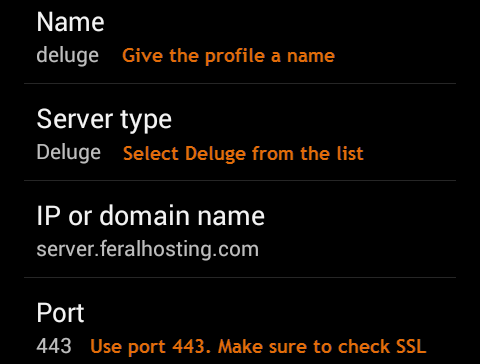 Name
deluge Give the profile a name
Server type
Deluge Select Deluge from the list
IP or domain name
server.feralhosting.com
Port
443 Use port 443. Make sure to check SSL